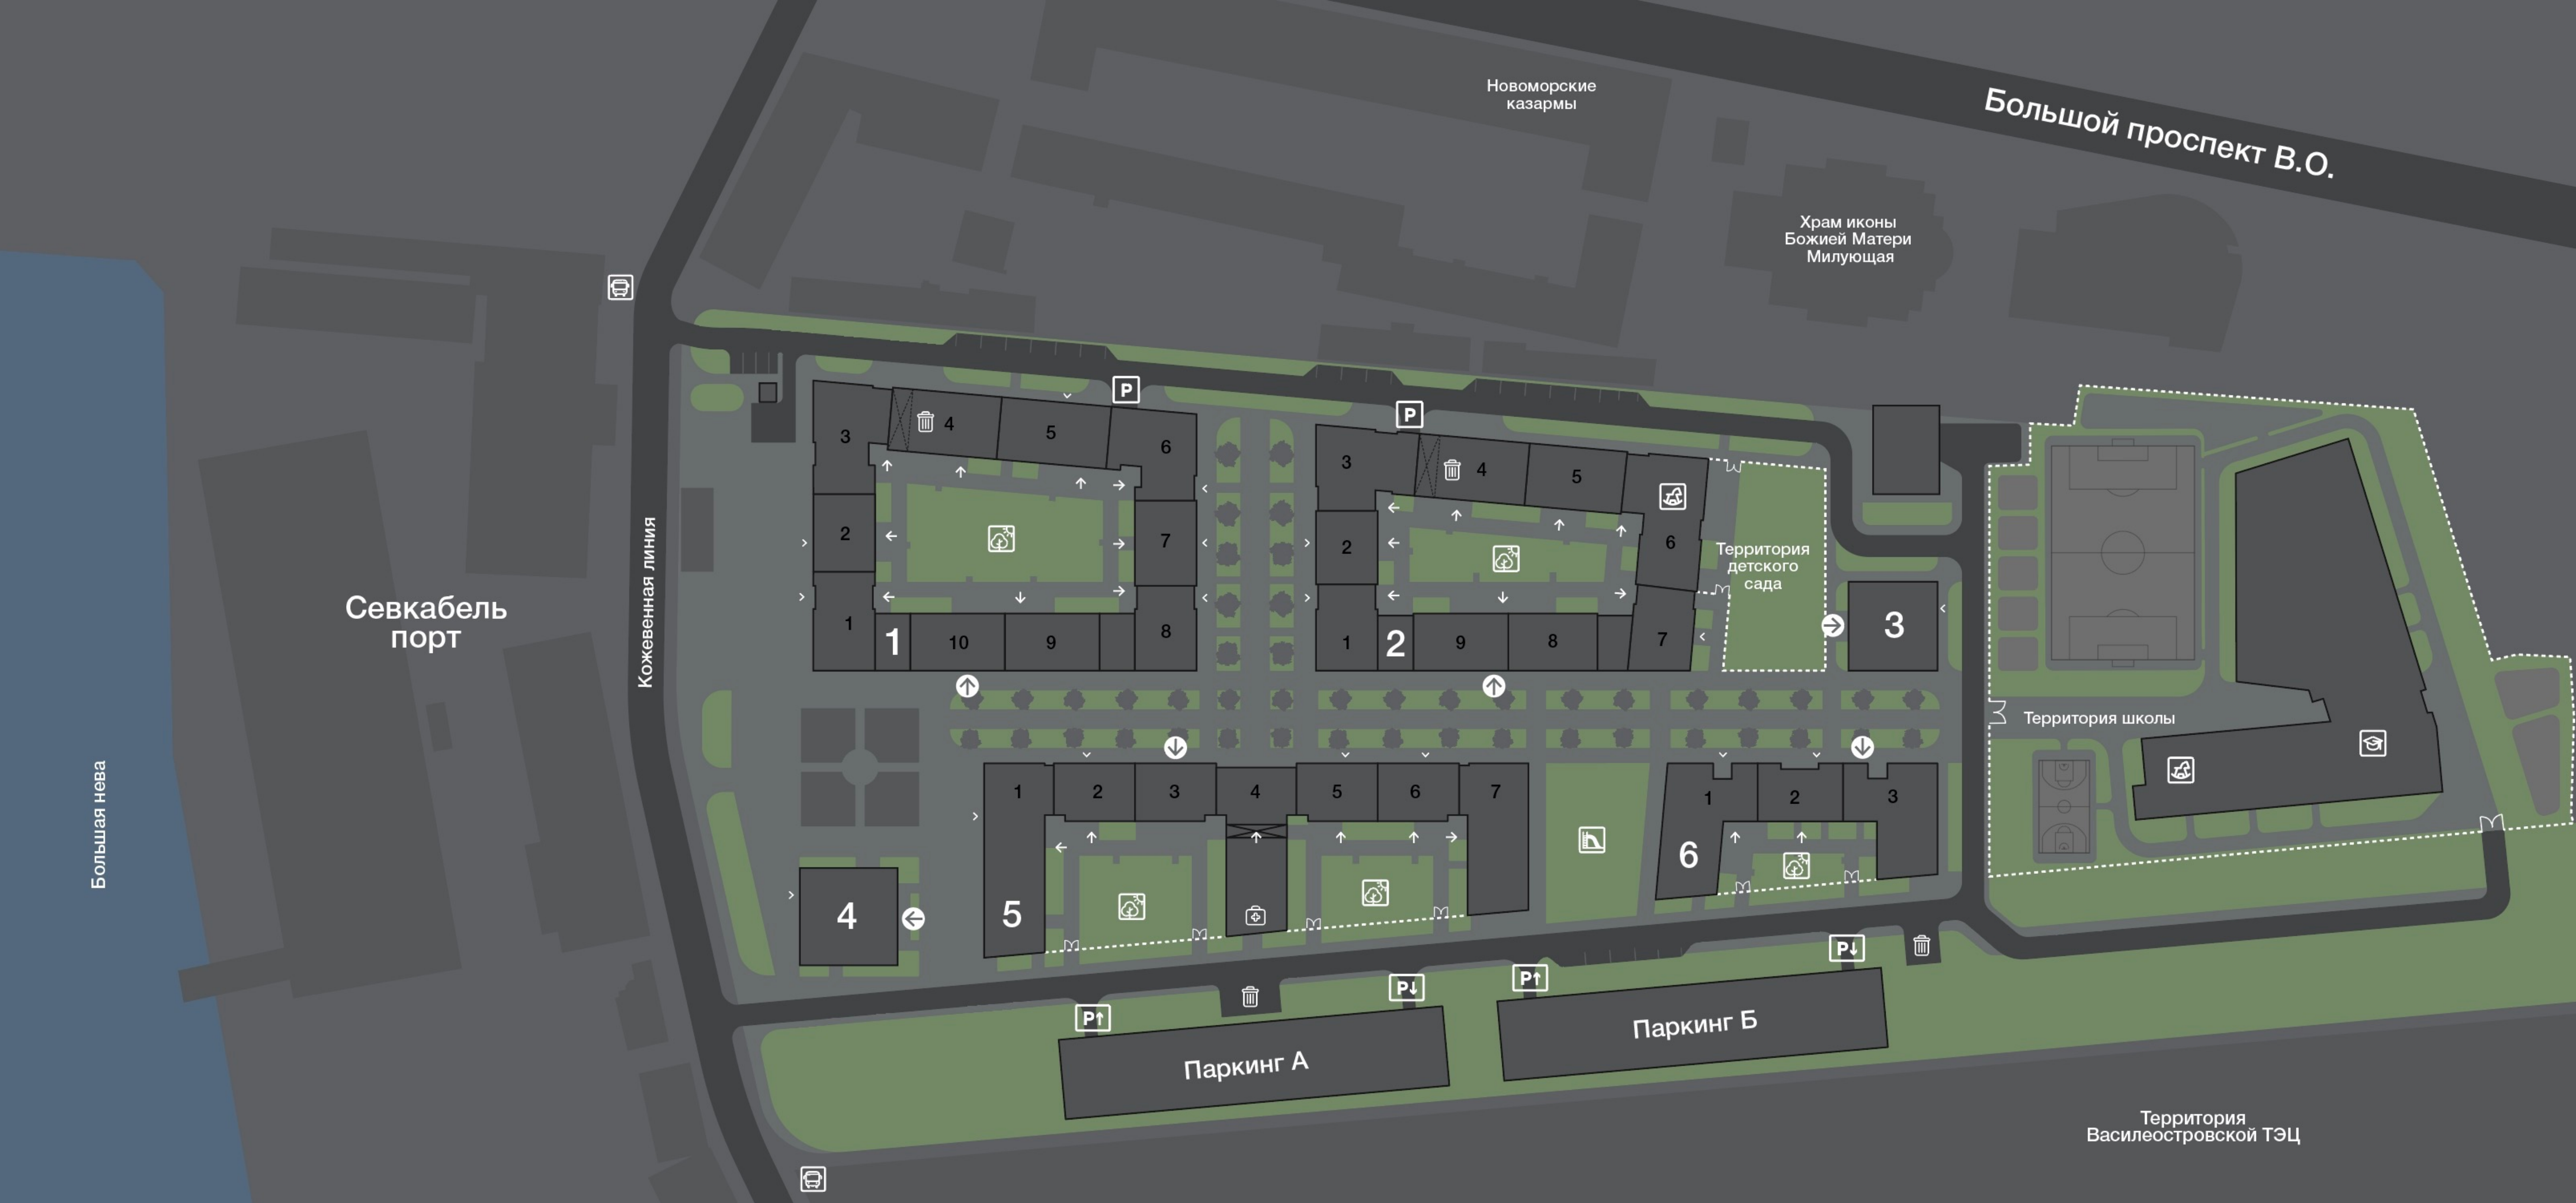 Новоморские
казармы
Большой проспект В.О.
Храм иконы
Божией Матери
Милующая
P
P
3
4
5
6
2
7
1
1
10
9
8
3
4
5
2
6
1
2
9
8
7
Территория
детского
сада
3
Севкабель
порт
Кожевенная линия
Большая нева
Территория школы
1
2
3
4
5
6
7
5
1
2
3
6
4
P↑
P↓
P↑
P↓
Паркинг А
Паркинг Б
Территория
Василеостровской ТЭЦ